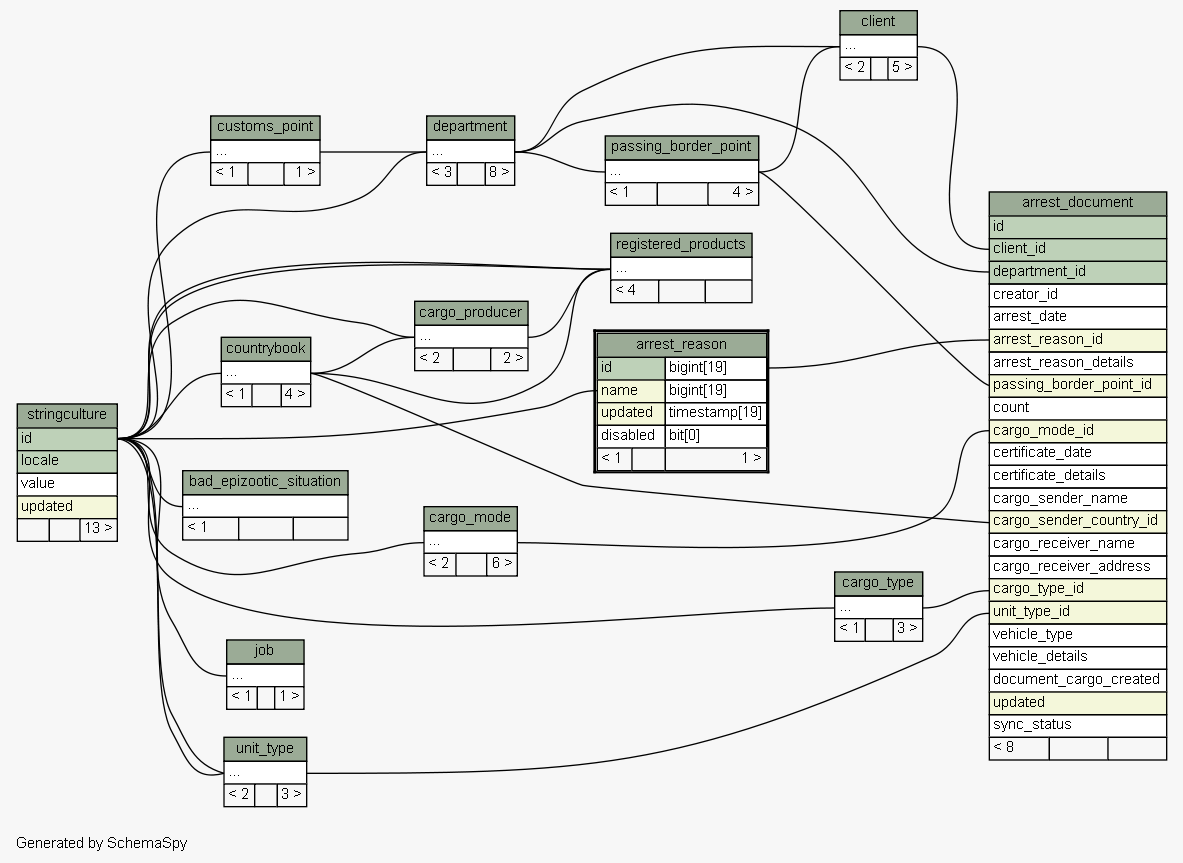 client
...
< 2 5 >
customs_point
...
< 1 1 >
department
...
< 3 8 >
passing_border_point
...
< 1 4 >
arrest_document
id
client_id
department_id
creator_id
arrest_date
arrest_reason_id
arrest_reason_details
passing_border_point_id
count
cargo_mode_id
certificate_date
certificate_details
cargo_sender_name
cargo_sender_country_id
cargo_receiver_name
cargo_receiver_address
cargo_type_id
unit_type_id
vehicle_type
vehicle_details
document_cargo_created
updated
sync_status
< 8
registered_products
...
< 4
cargo_producer
...
< 2 2 >
countrybook
...
< 1 4 >
arrest_reason
id bigint[19]
name bigint[19]
updated timestamp[19]
disabled bit[0]
< 1 1 >
stringculture
id
locale
value
updated
13 >
bad_epizootic_situation
...
< 1
cargo_mode
...
< 2 6 >
cargo_type
...
< 1 3 >
job
...
< 1 1 >
unit_type
...
< 2 3 >
Generated by SchemaSpy